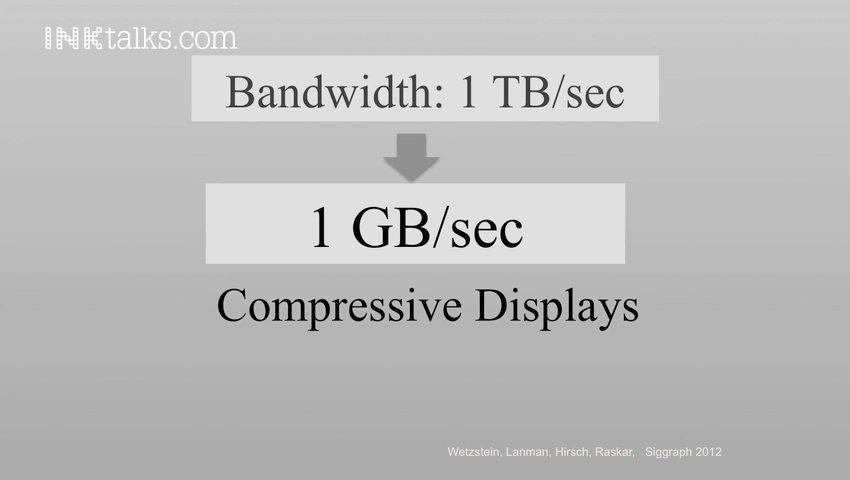 INKtalks.com
Bandwidth: 1 TB/sec
1 GB/sec
Compressive Displays
Wetzstein, Lanman, Hirsch, Raskar, Siggraph 2012